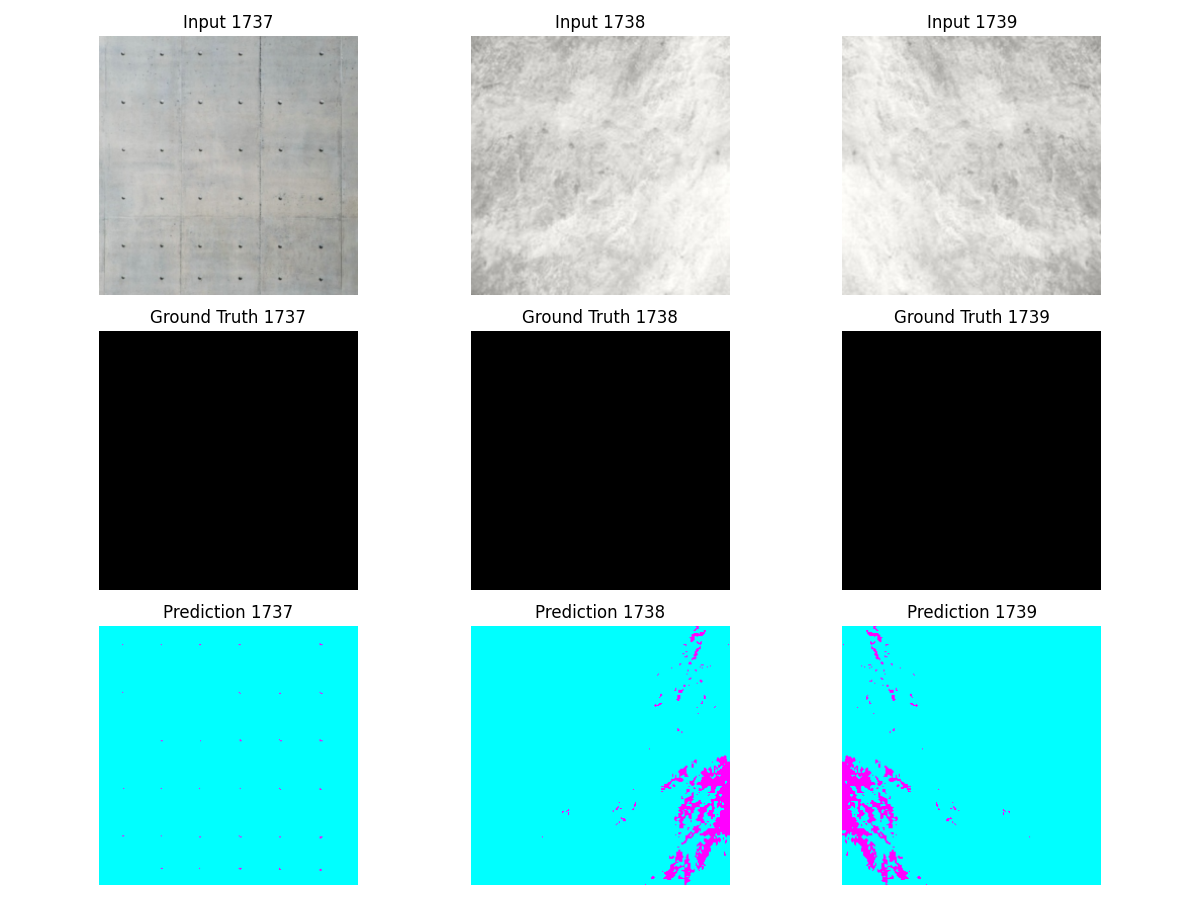 Input 1737
Input 1738
Input 1739
Ground Truth 1737
Ground Truth 1738
Ground Truth 1739
Prediction 1737
Prediction 1738
Prediction 1739